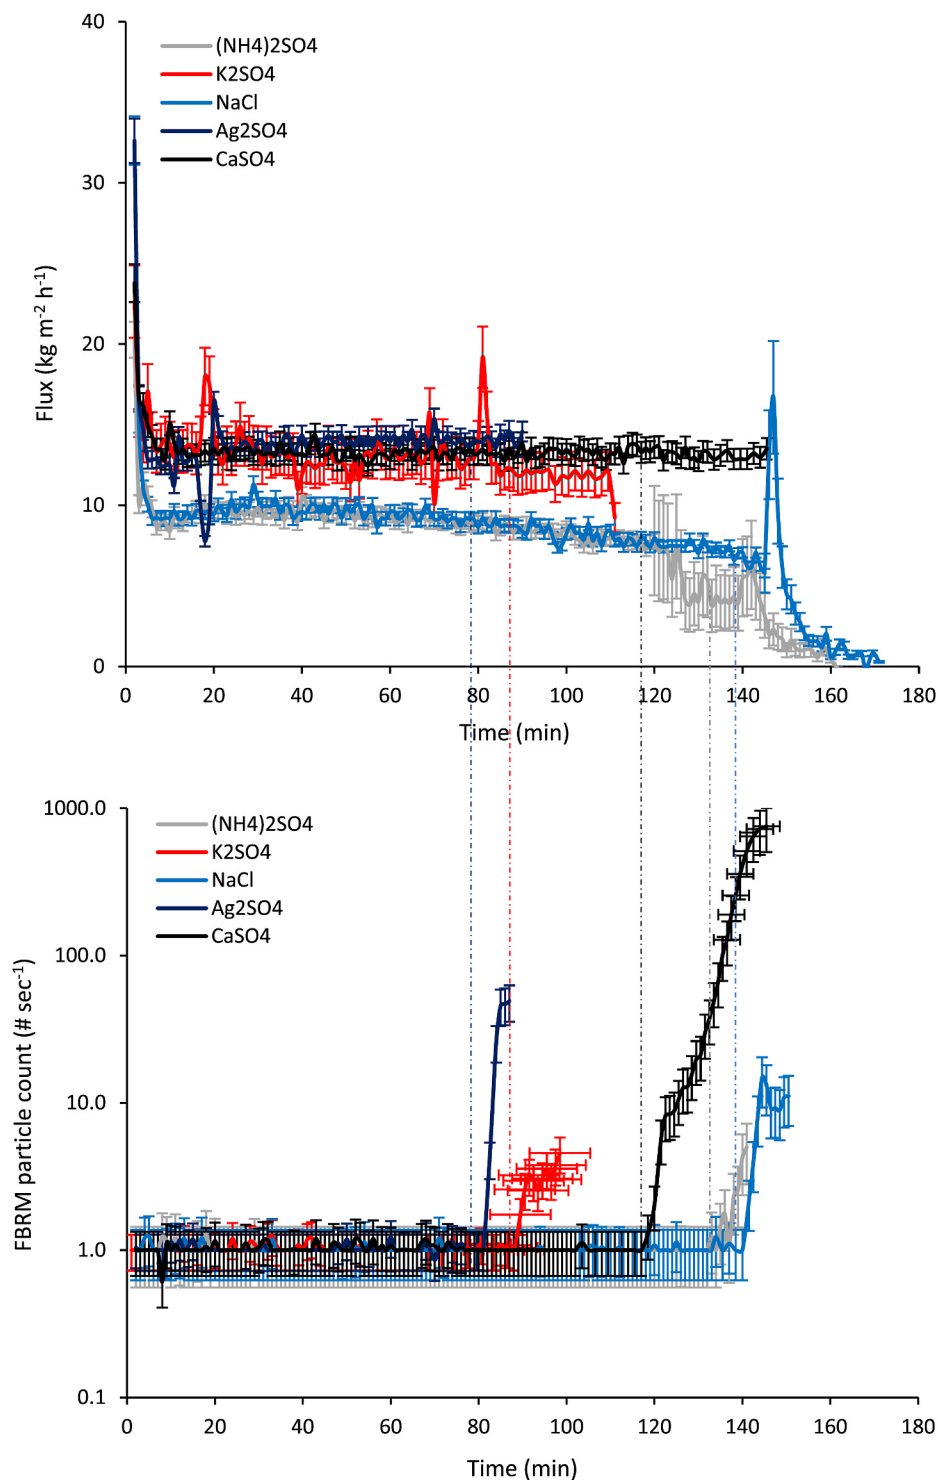 40
(NH4)2SO4
K2SO4
NaCl
Ag2SO4
CaSO4
30
20
10
0
Flux (kg m-2 h-1)
0 20 40 60 80 100 120 140 160 180
Time (min)
1000.0
(NH4)2SO4
K2SO4
NaCl
Ag2SO4
CaSO4
100.0
10.0
1.0
0.1
FBRM particle count (# sec-1)
0 20 40 60 80 100 120 140 160 180
Time (min)